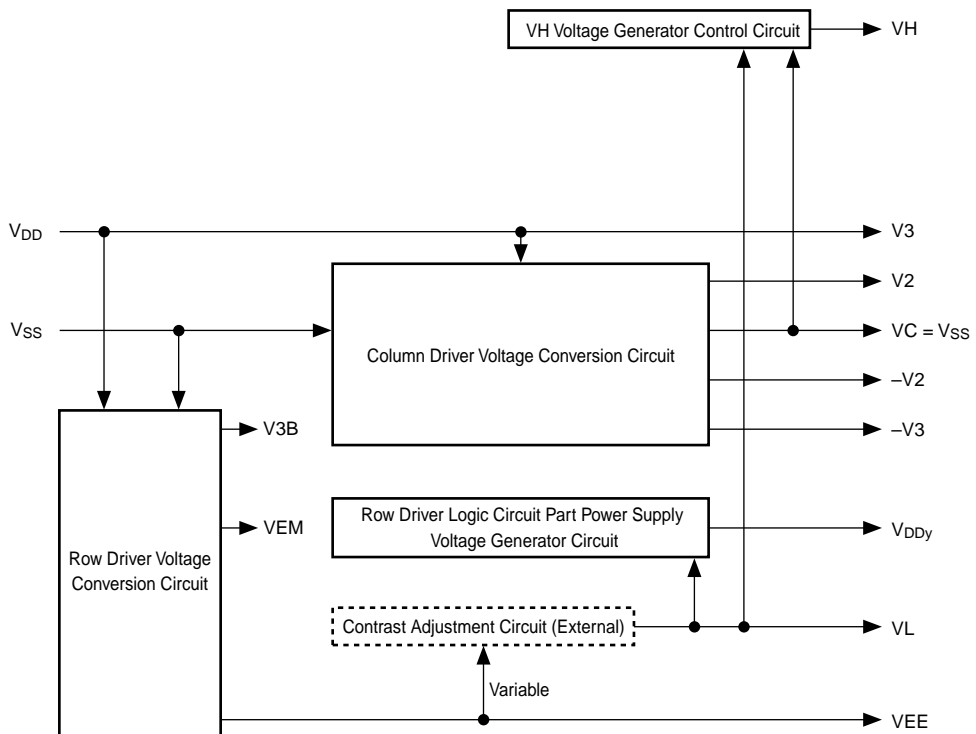 VH Voltage Generator Control Circuit
VH
VDD
V3
V2
VSS
VC = VSS
Column Driver Voltage Conversion Circuit
–V2
–V3
V3B
VEM
Row Driver Voltage
Conversion Circuit
Row Driver Logic Circuit Part Power Supply
Voltage Generator Circuit
VDDy
Contrast Adjustment Circuit (External)
VL
Variable
VEE